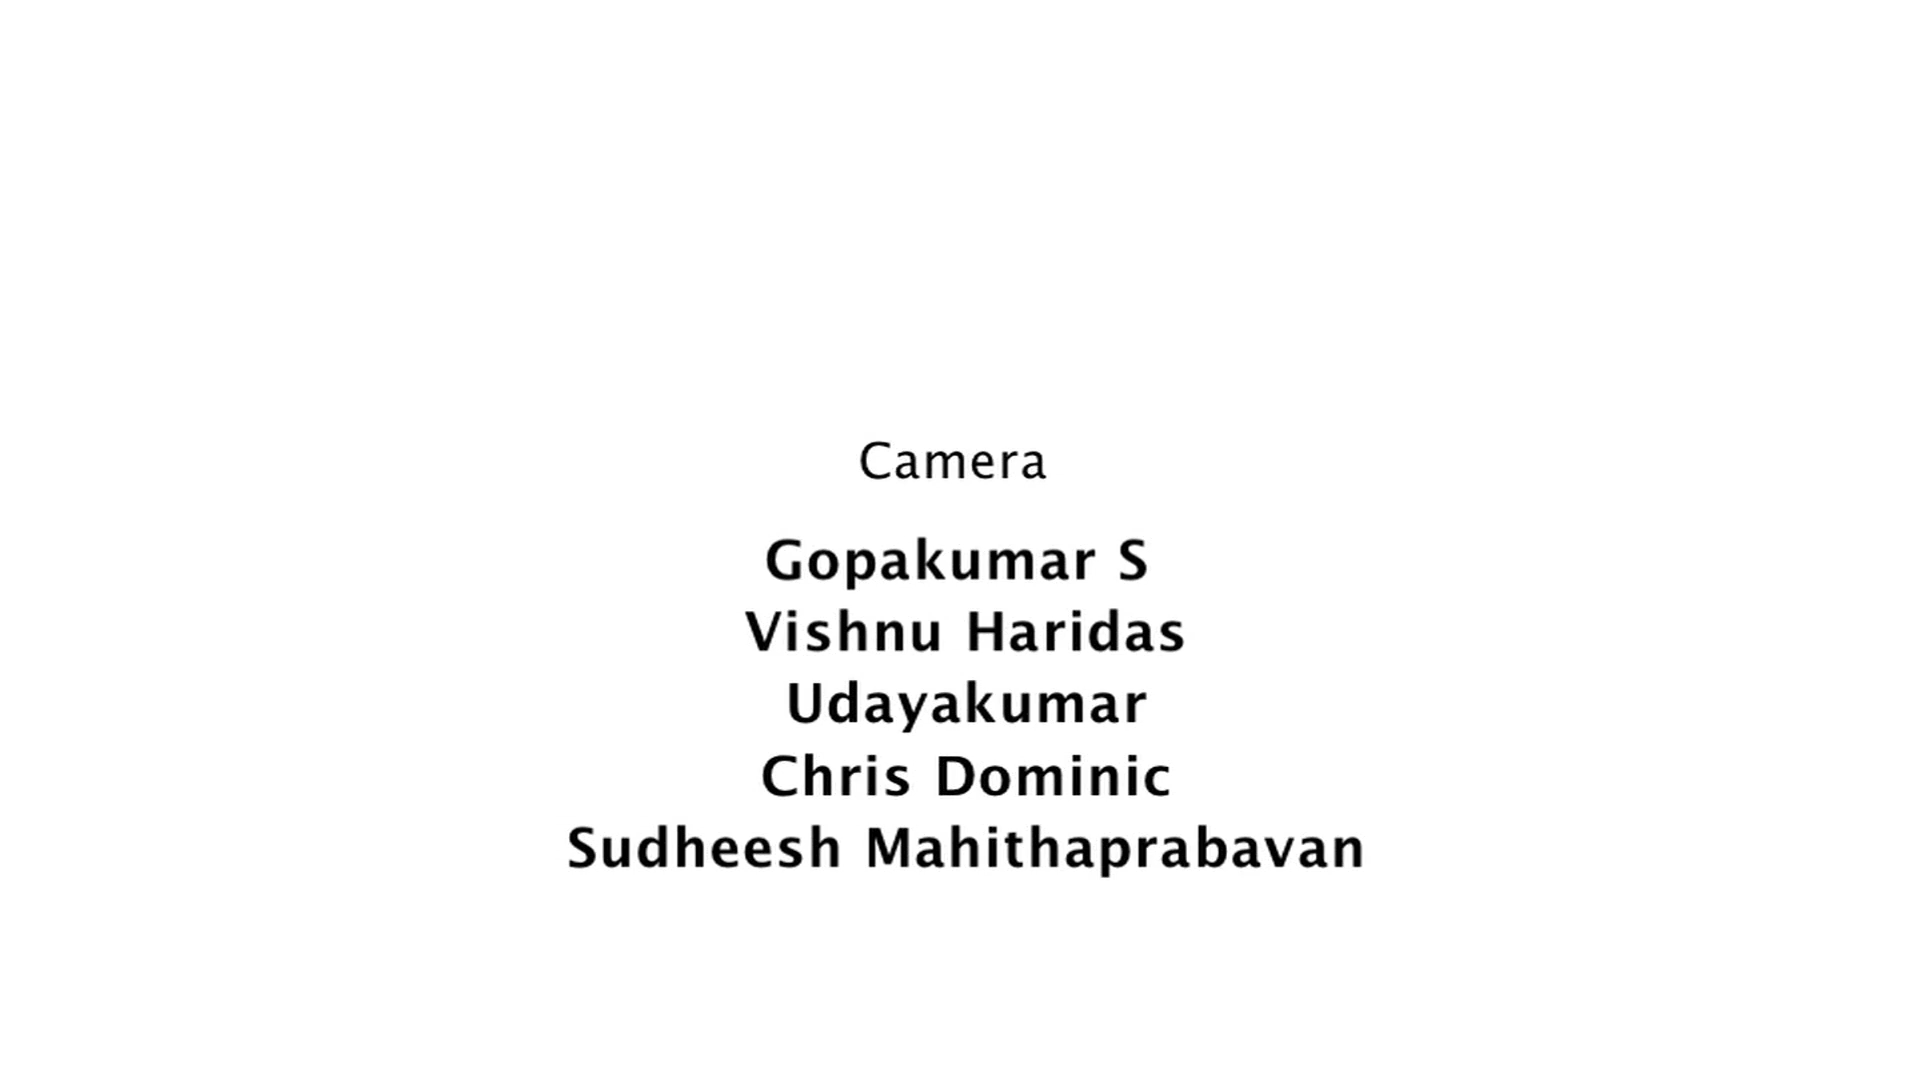 Camera
Gopakumar S
Vishnu Haridas
Udayakumar
Chris Dominic
Sudheesh Mahithaprabavan